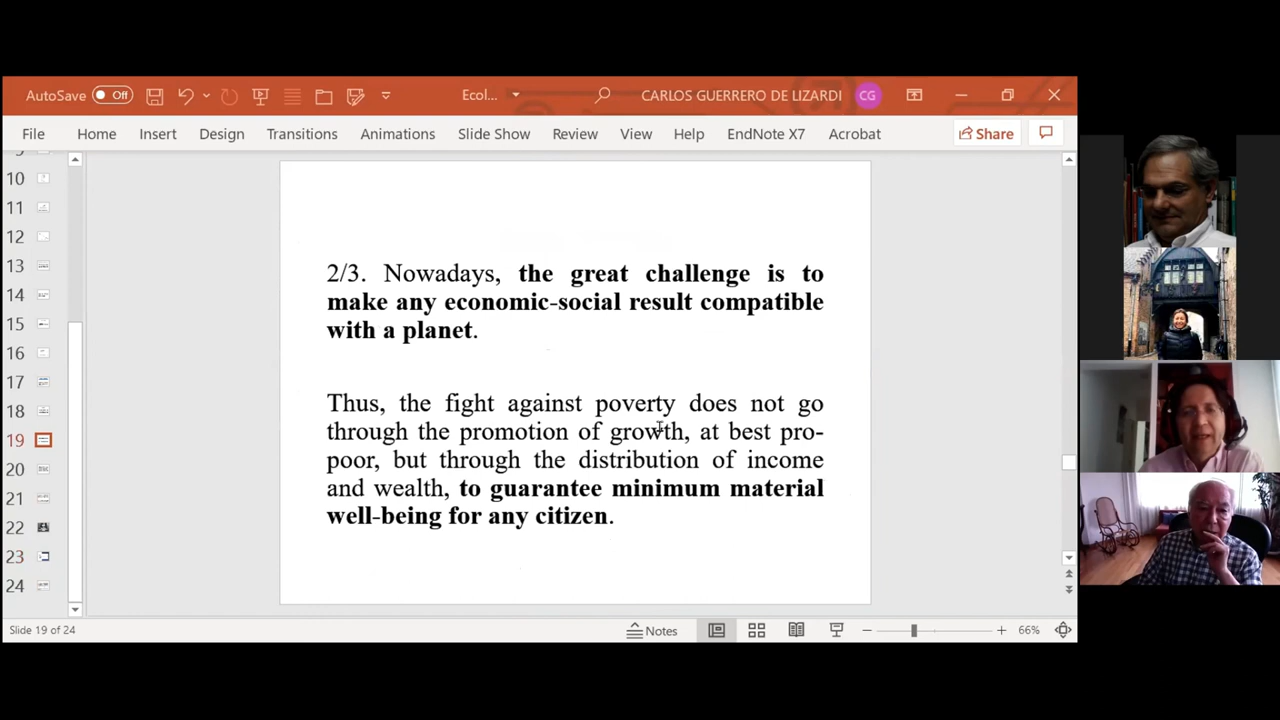 AutoSave Off Ecol... CARLOS GUERRERO DE LIZARDI CG
File Home Insert Design Transitions Animations Slide Show Review View Help EndNote X7 Acrobat Share
10
11
12
13
14
15
16
17
18
19
20
21
22
23
24
2/3. Nowadays, the great challenge is to
make any economic-social result compatible
with a planet.
Thus, the fight against poverty does not go
through the promotion of growth, at best pro-
poor, but through the distribution of income
and wealth, to guarantee minimum material
well-being for any citizen.
Slide 19 of 24 Notes 66%